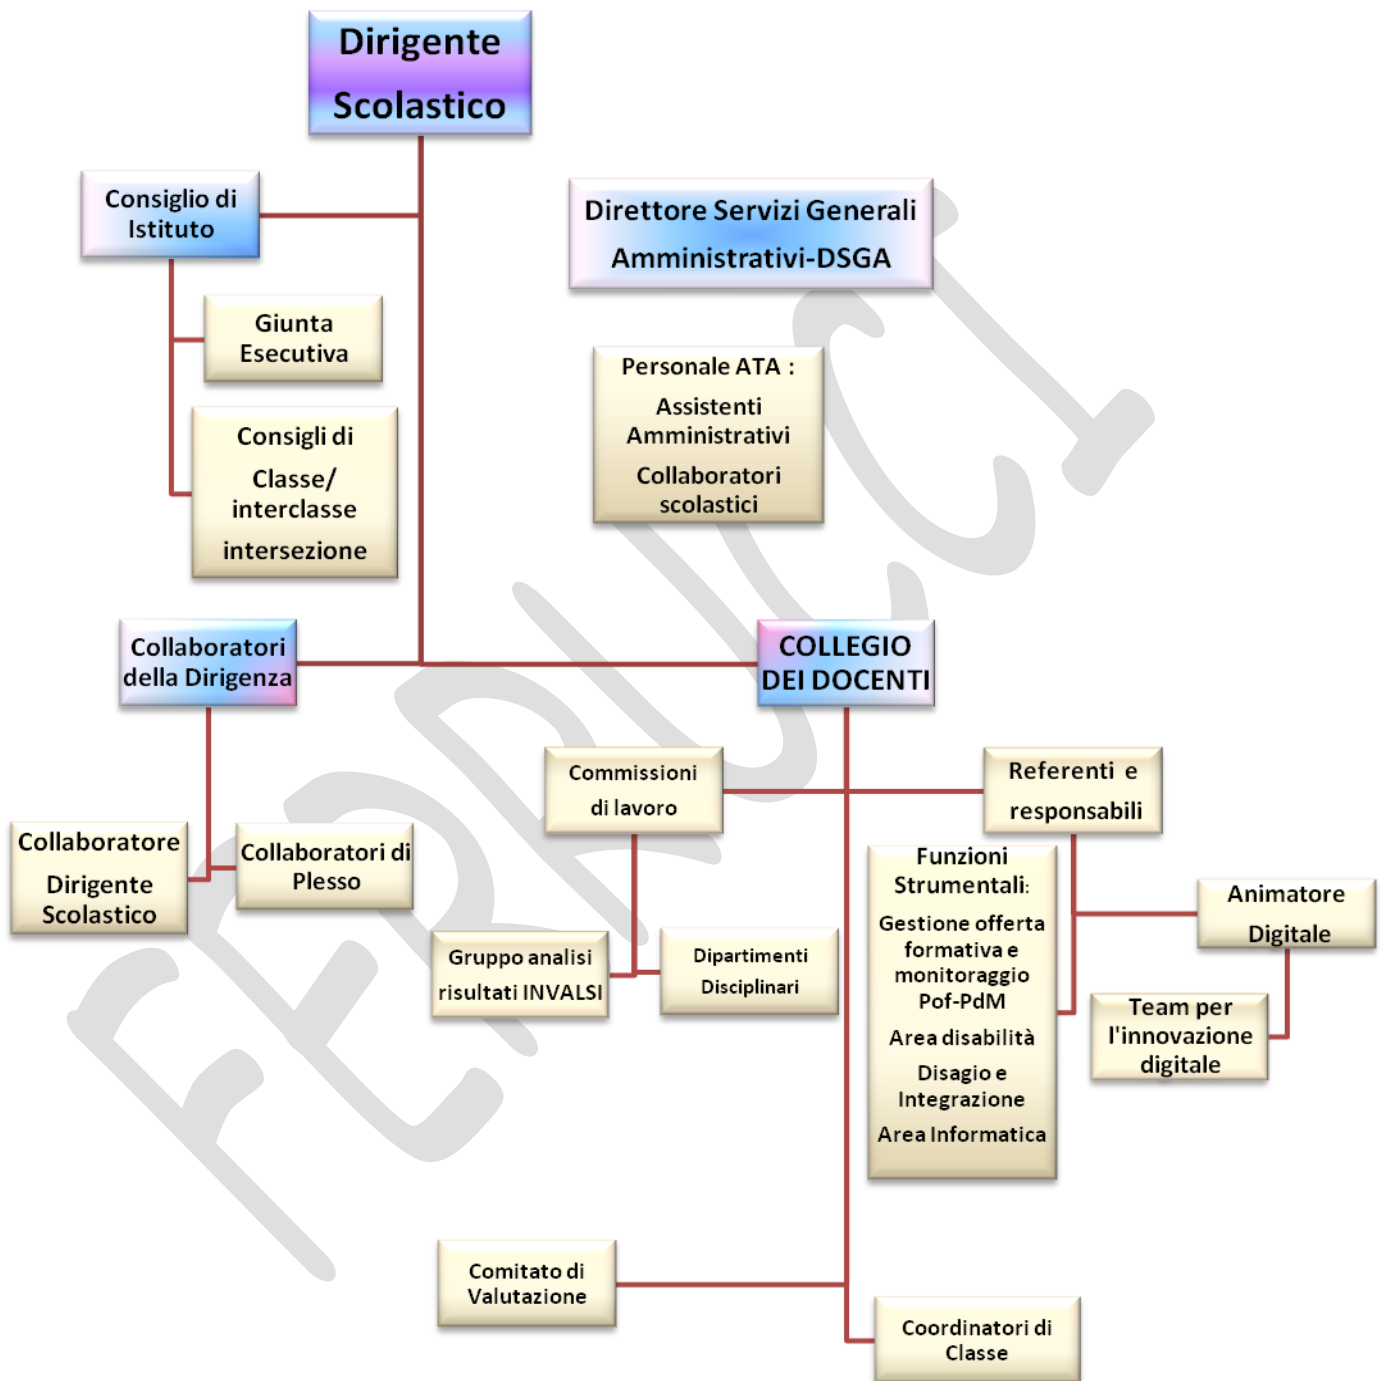 Dirigente
Scolastico
Consiglio di
Istituto
Direttore Servizi Generali
Amministrativi-DSGA
Giunta
Esecutiva
Personale ATA :
Assistenti
Amministrativi
Collaboratori
scolastici
Consigli di
Classe/
interclasse
intersezione
Collaboratori
della Dirigenza
COLLEGIO
DEI DOCENTI
Commissioni
di lavoro
Referenti e
responsabili
Collaboratore
Dirigente
Scolastico
Collaboratori di
Plesso
Funzioni
Strumentali:
Gestione offerta
formativa e
monitoraggio
Pof-PdM
Area disabilità
Disagio e
Integrazione
Area Informatica
Animatore
Digitale
Gruppo analisi
risultati INVALSI
Dipartimenti
Disciplinari
Team per
l'innovazione
digitale
Comitato di
Valutazione
Coordinatori di
Classe
FERRUCCI